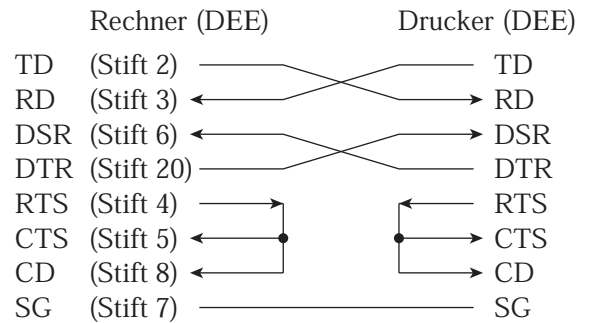 Rechner (DEE) Drucker (DEE)
TD (Stift 2) TD
RD (Stift 3) RD
DSR (Stift 6) DSR
DTR (Stift 20) DTR
RTS (Stift 4) RTS
CTS (Stift 5) CTS
CD (Stift 8) CD
SG (Stift 7) SG